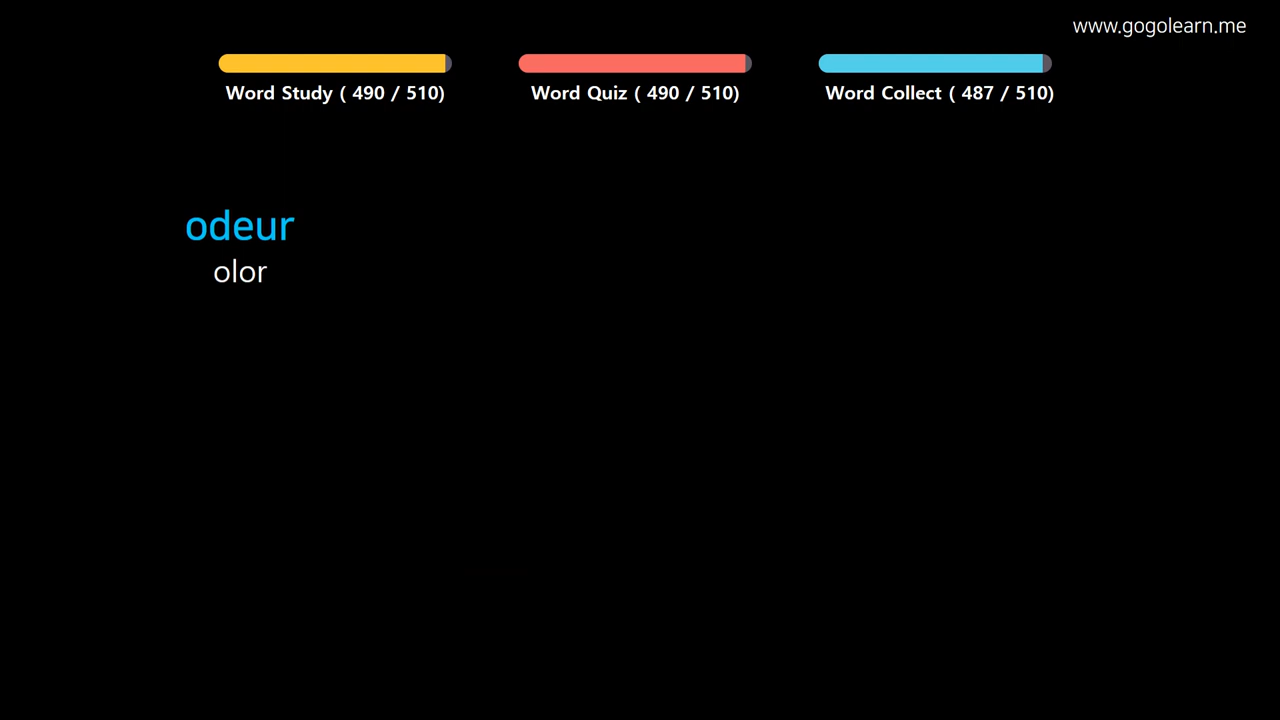 www.gogolearn.me
Word Study ( 490 / 510)
Word Quiz ( 490 / 510)
Word Collect ( 487 / 510)
odeur
olor